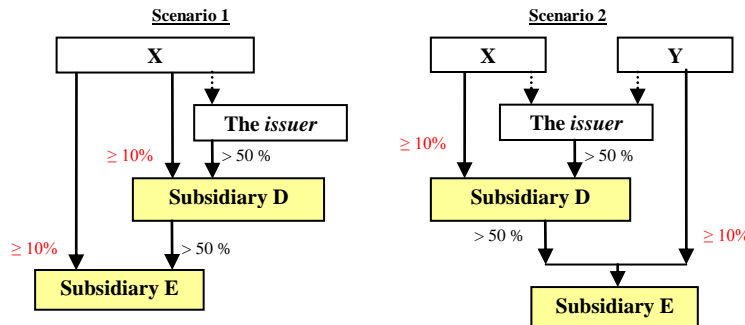 Scenario 1
X
The issuer
≥ 10%
> 50 %
Subsidiary D
≥ 10%
> 50 %
Subsidiary E
Scenario 2
X
Y
The issuer
≥ 10%
> 50 %
Subsidiary D
> 50 %
≥ 10%
Subsidiary E